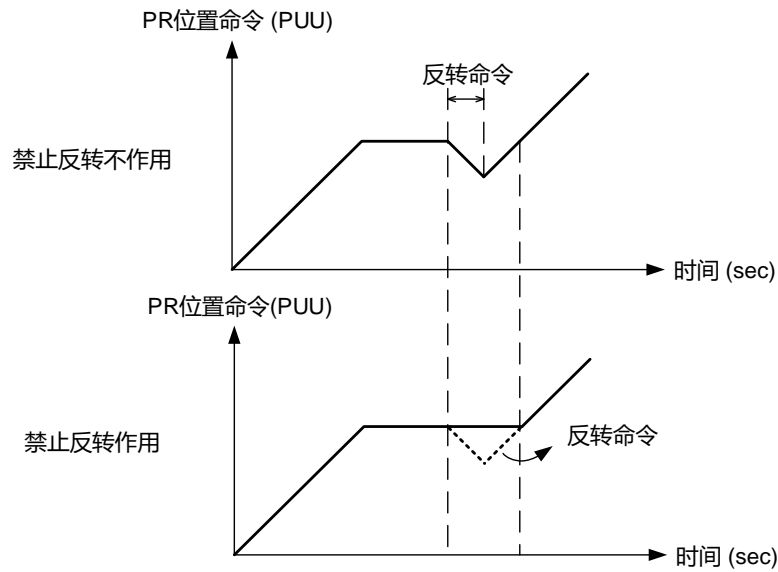 PR位置命令 (PUU)
反转命令
禁止反转不作用
时间 (sec)
PR位置命令(PUU)
禁止反转作用
反转命令
时间 (sec)